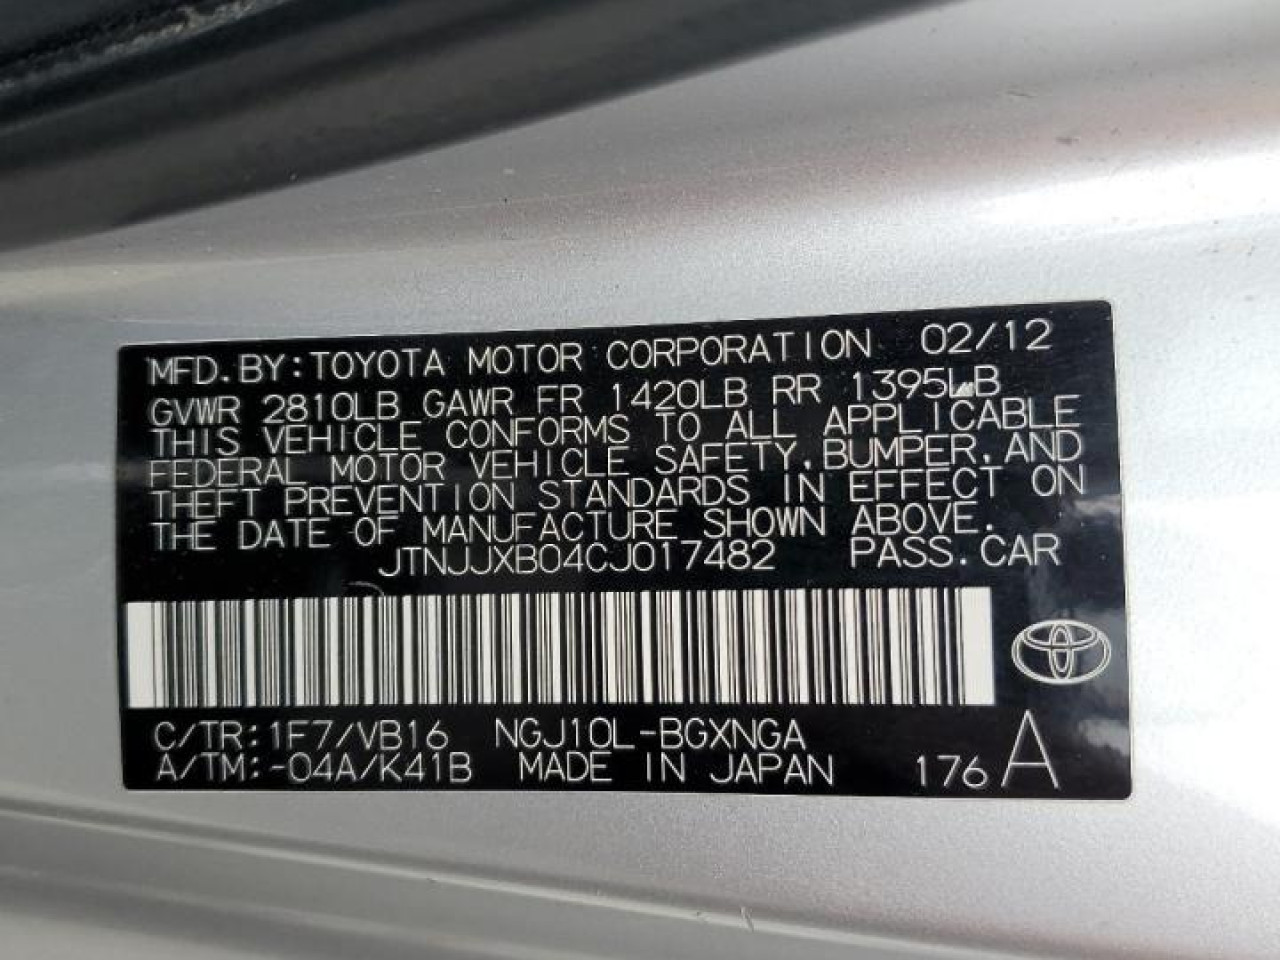 MFD.BY:TOYOTA MOTOR CORPORATION 02/12
GVWR 2810LB GAWR FR 1420LB RR 1395LB
THIS VEHICLE CONFORMS TO ALL APPLICABLE
FEDERAL MOTOR VEHICLE SAFETY,BUMPER,AND
THEFT PREVENTION STANDARDS IN EFFECT ON
THE DATE OF MANUFACTURE SHOWN ABOVE.
JTNJJXB04CJ017482 PASS.CAR
C/TR:1F7/VB16 NGJ10L-BGXNGA
A/TM:-04A/K41B MADE IN JAPAN 176 A